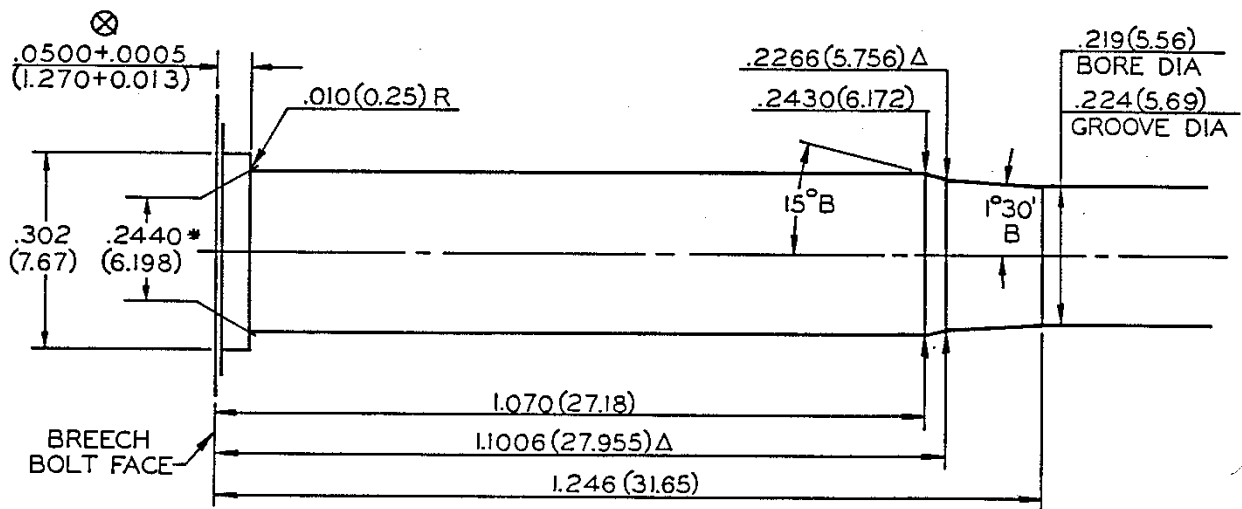 ⊗
.0500+.0005
(1.270+0.013)
.010(0.25) R
.2266(5.756) Δ
.2430(6.172)
.219(5.56)
BORE DIA
.224(5.69)
GROOVE DIA
15°B
1°30'
B
.302
(7.67)
.2440*
(6.198)
1.070 (27.18)
BREECH
BOLT FACE
1.1006(27.955)Δ
1.246 (31.65)